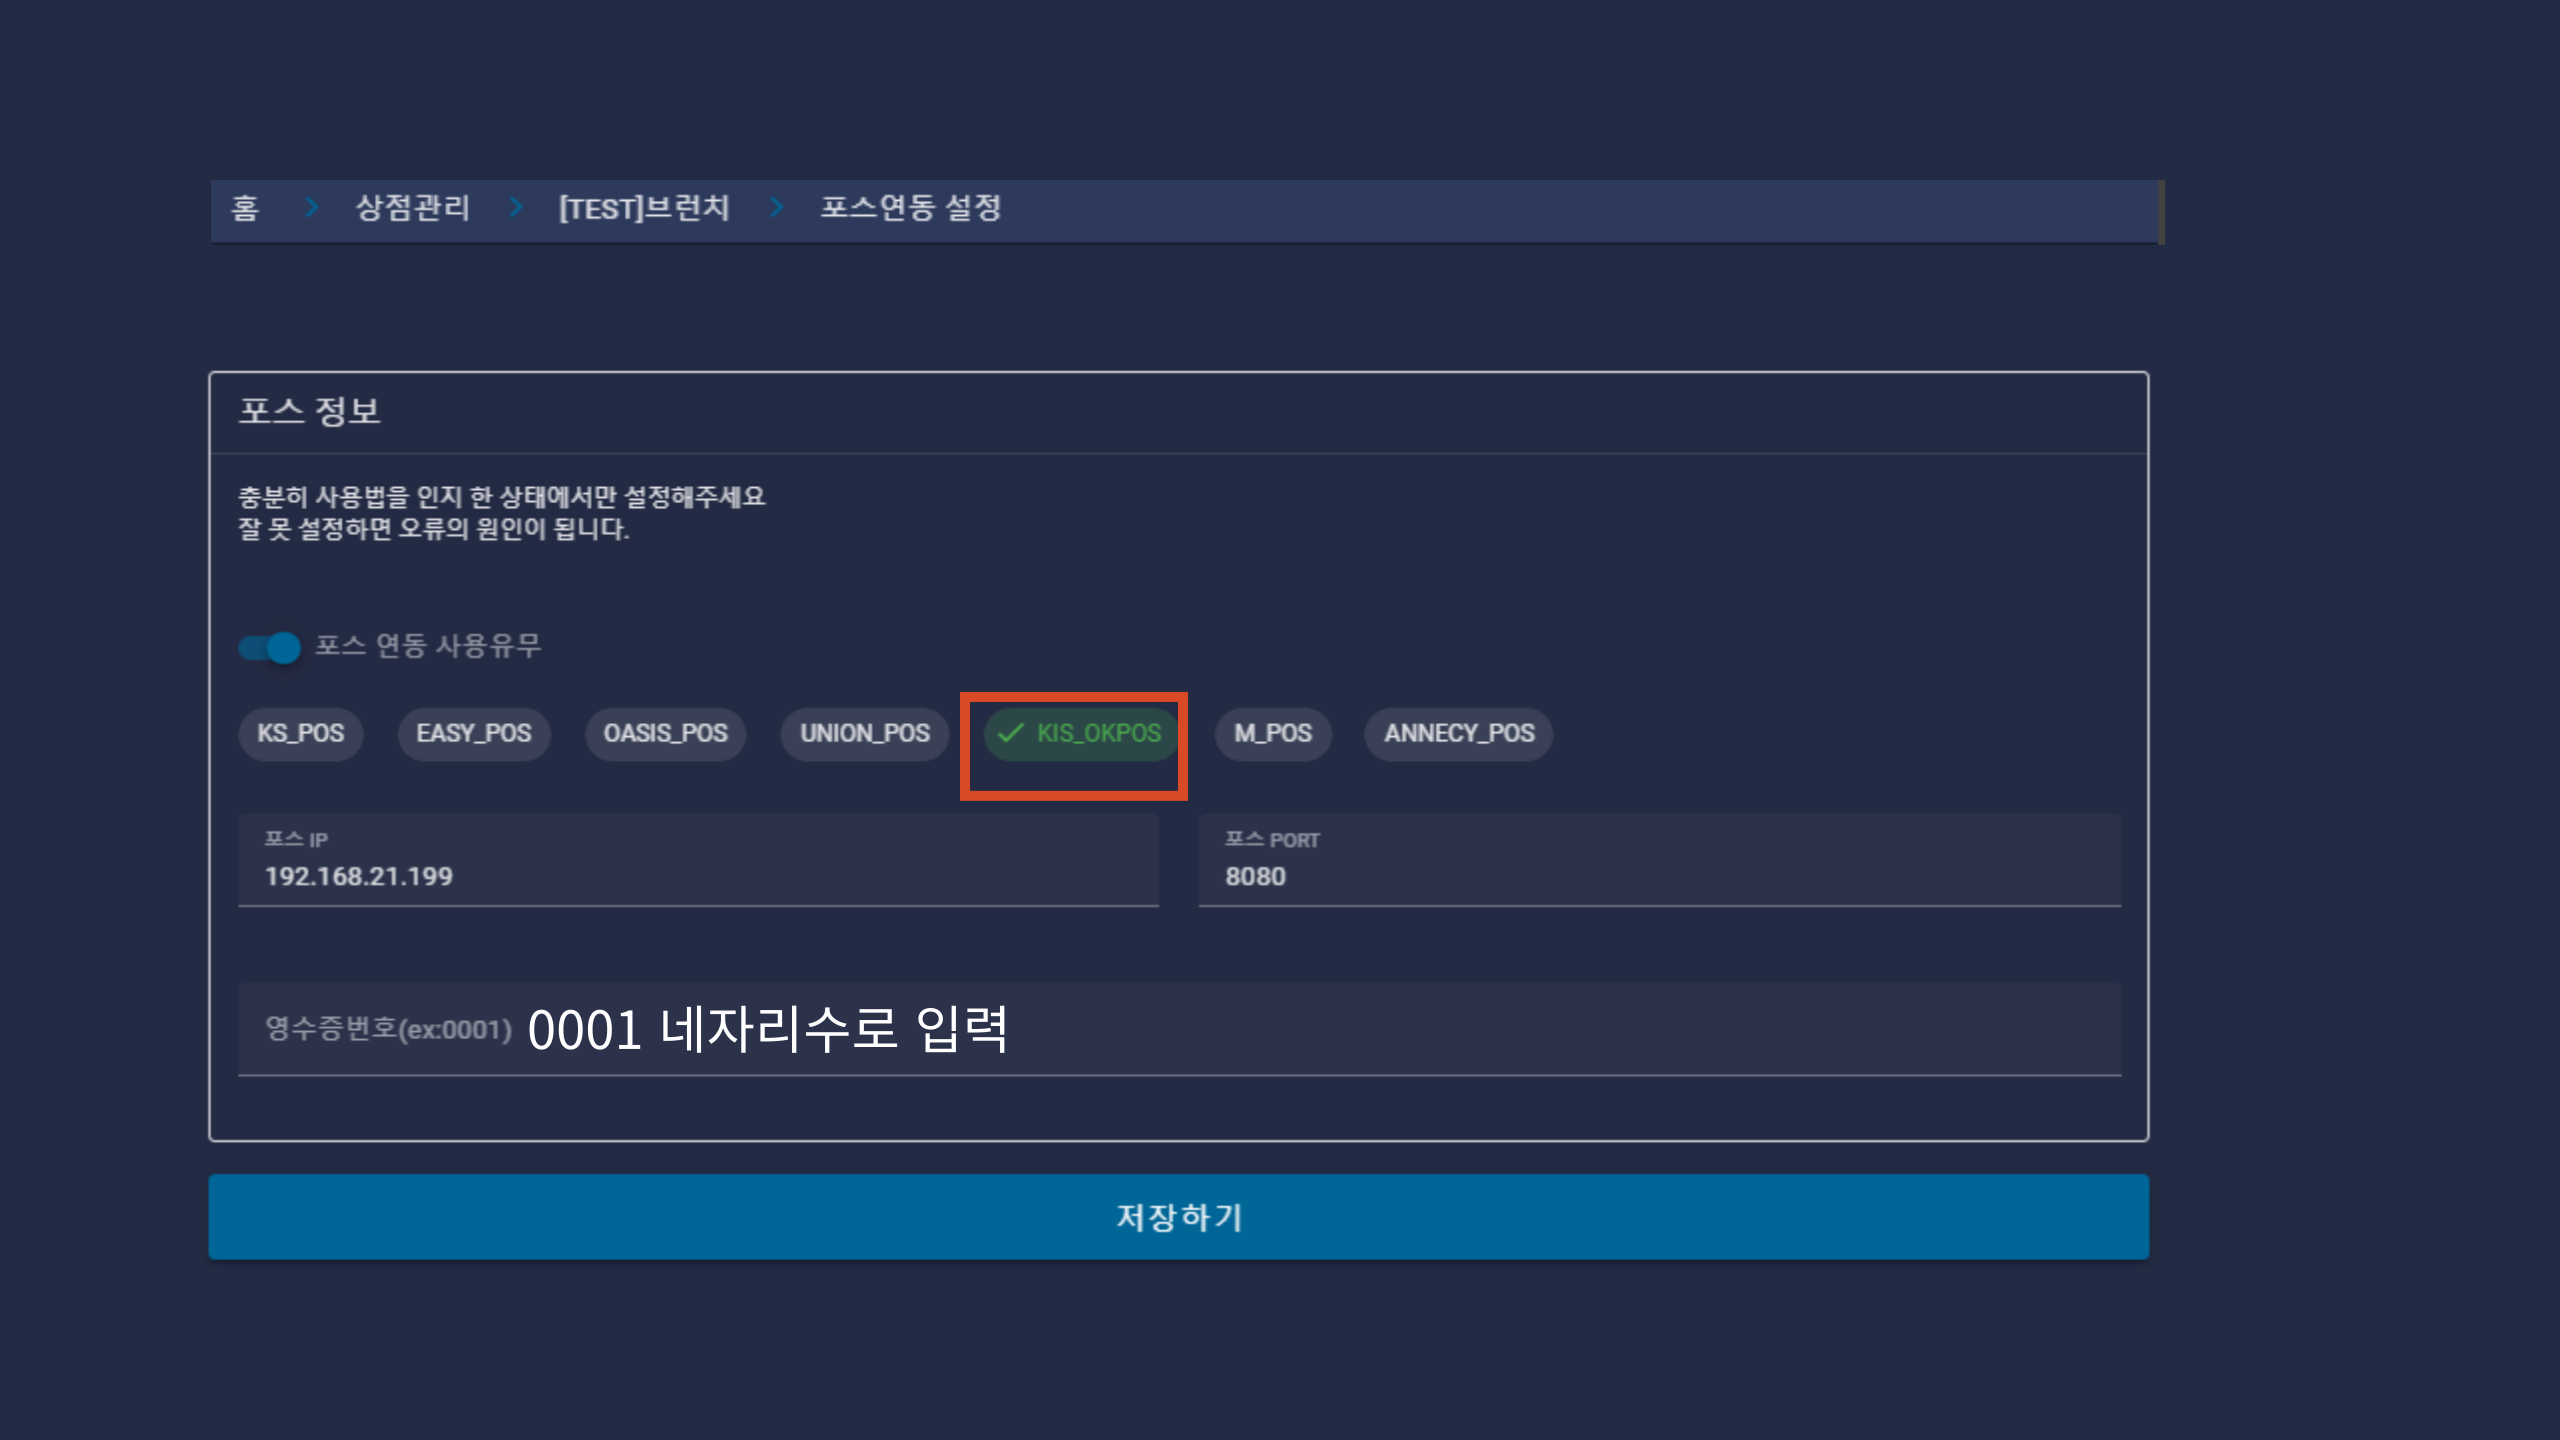 홈 > 상점관리 > [TEST]브런치 > 포스연동 설정
포스 정보
충분히 사용법을 인지 한 상태에서만 설정해주세요
잘 못 설정하면 오류의 원인이 됩니다.
포스 연동 사용유무
KS_POS EASY_POS OASIS_POS UNION_POS KIS_OKPOS M_POS ANNECY_POS
포스 IP
192.168.21.199
포스 PORT
8080
영수증번호(ex:0001) 0001 네자리수로 입력
저장하기